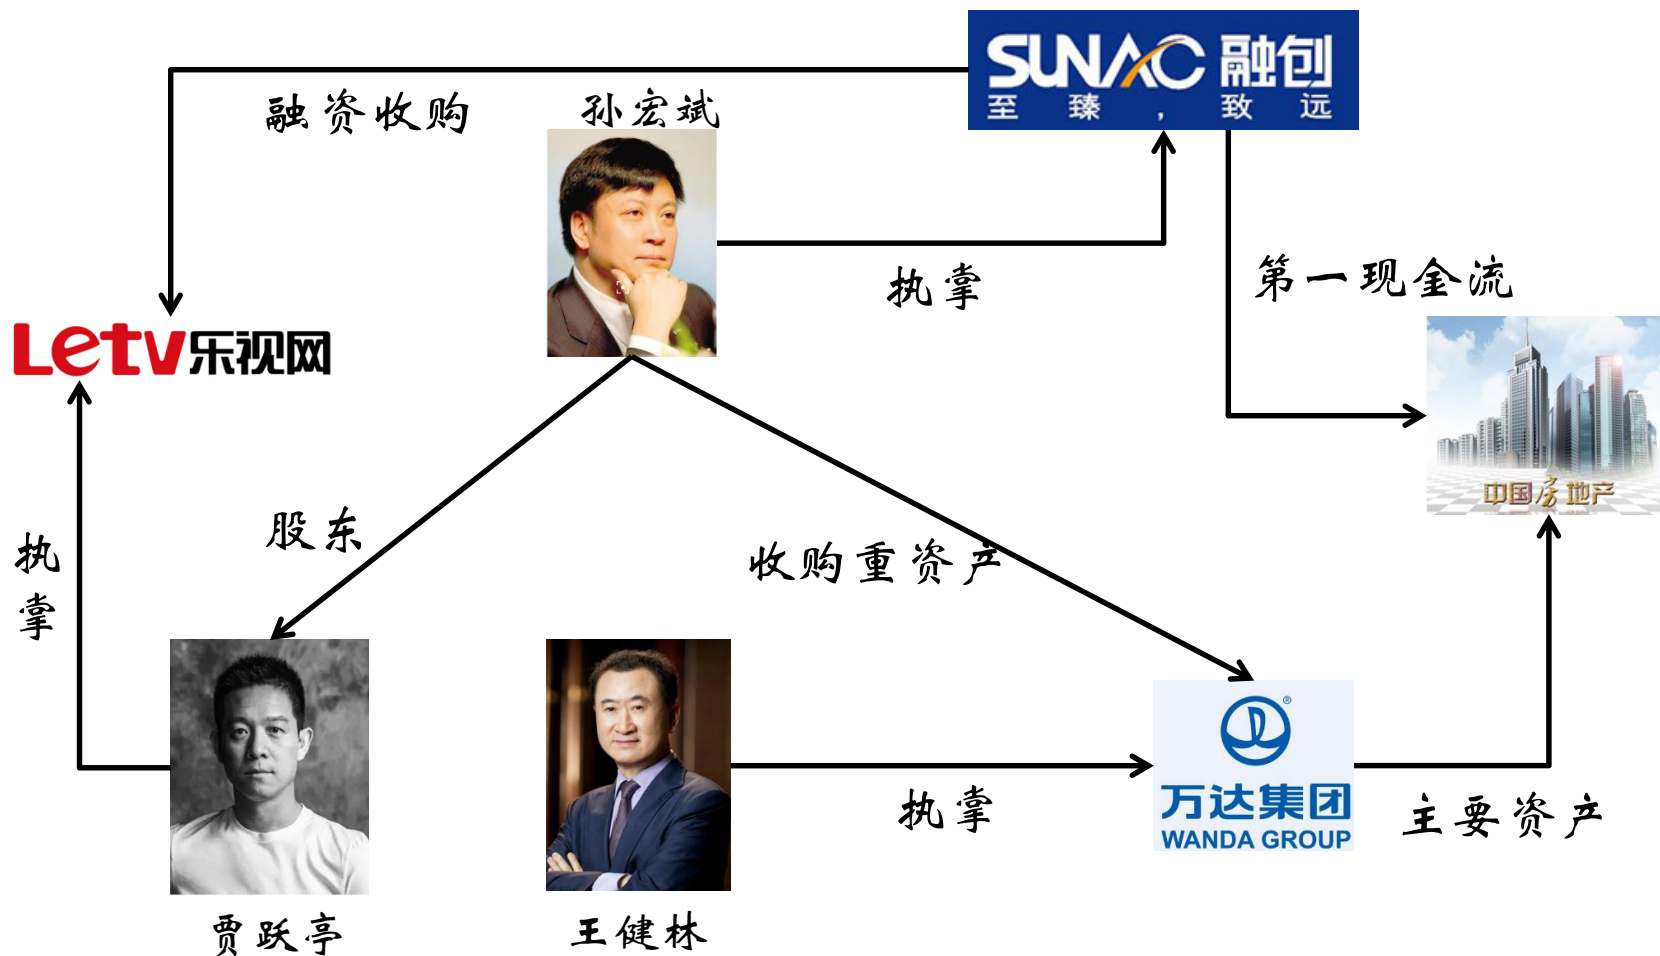 SUNAC 融创
至臻，致远
融资收购
孙宏斌
执掌
第一现金流
Letv乐视网
中国房地产
股东
执掌
收购重资产
万达集团
WANDA GROUP
执掌
主要资产
贾跃亭
王健林